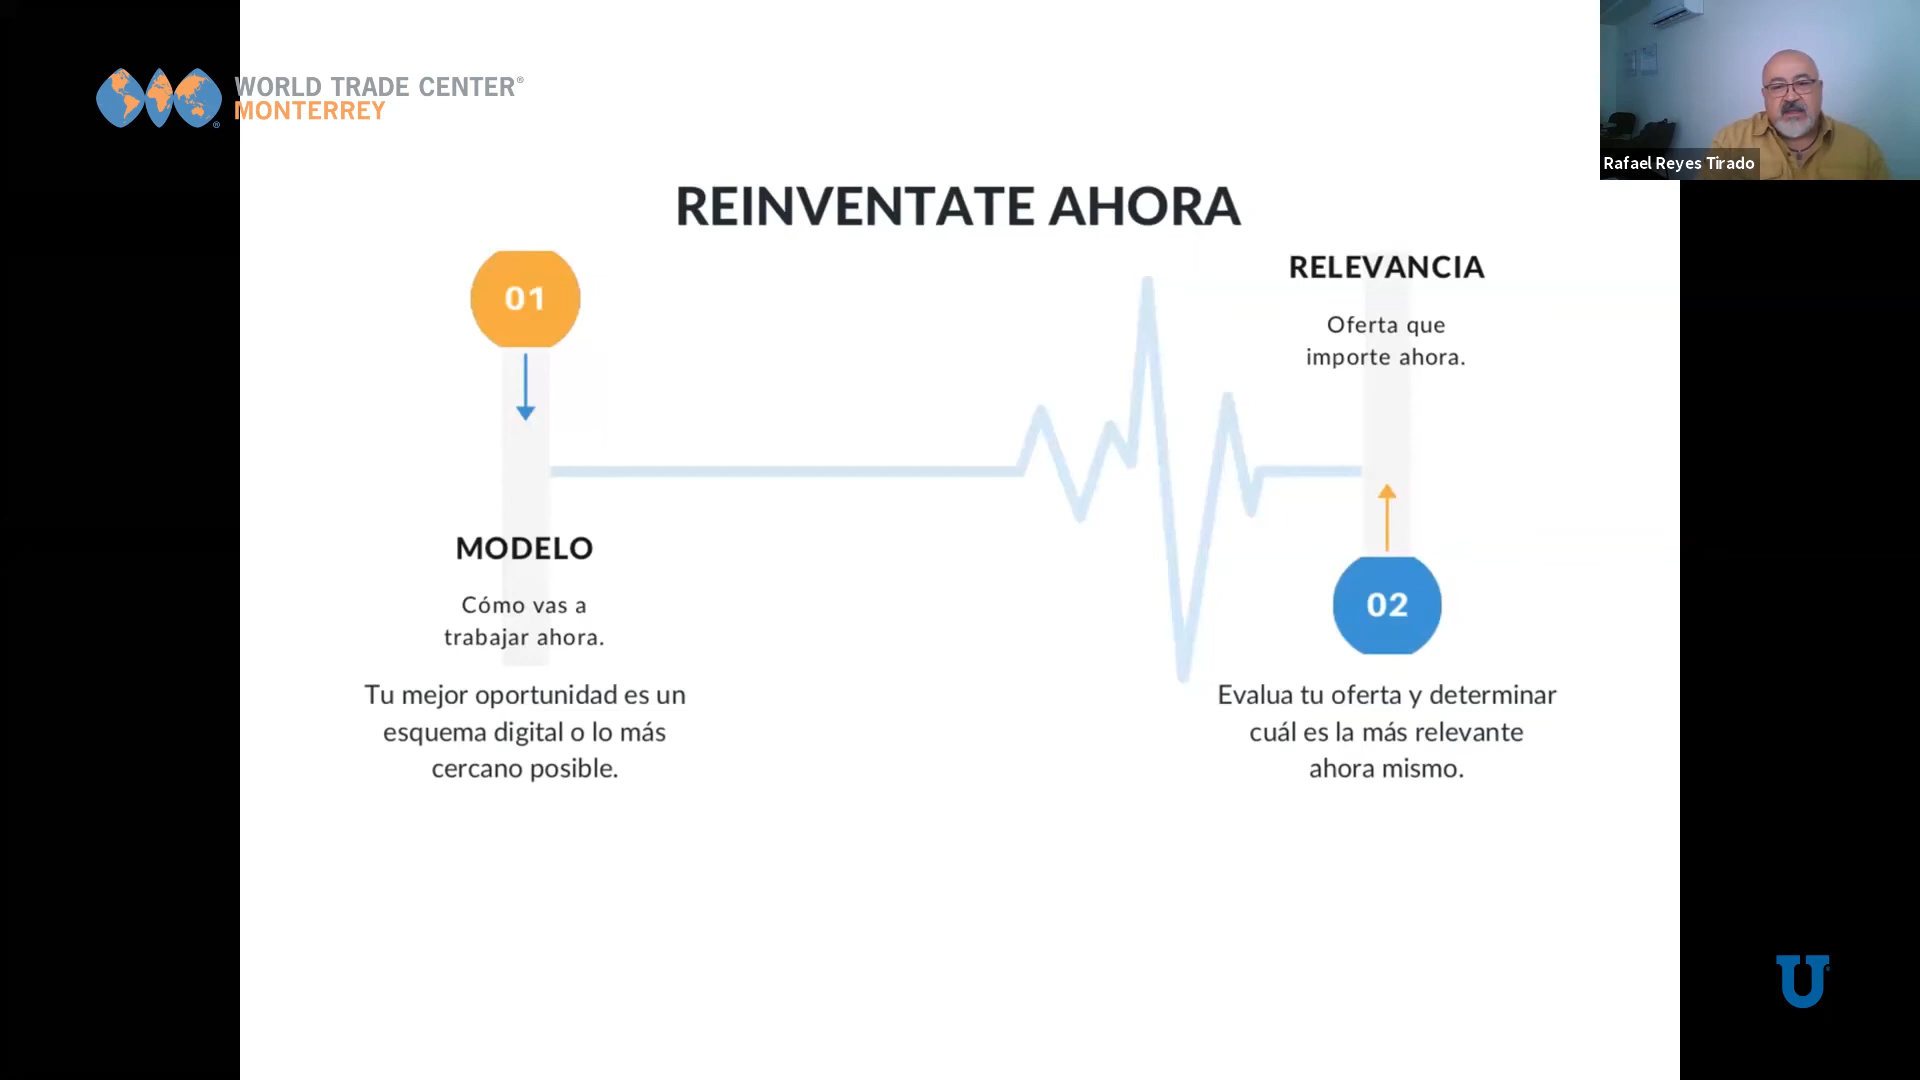 WORLD TRADE CENTER®
MONTERREY
Rafael Reyes Tirado
REINVENTATE AHORA
01
MODELO
Cómo vas a
trabajar ahora.
Tu mejor oportunidad es un
esquema digital o lo más
cercano posible.
RELEVANCIA
Oferta que
importe ahora.
02
Evalua tu oferta y determinar
cuál es la más relevante
ahora mismo.
U